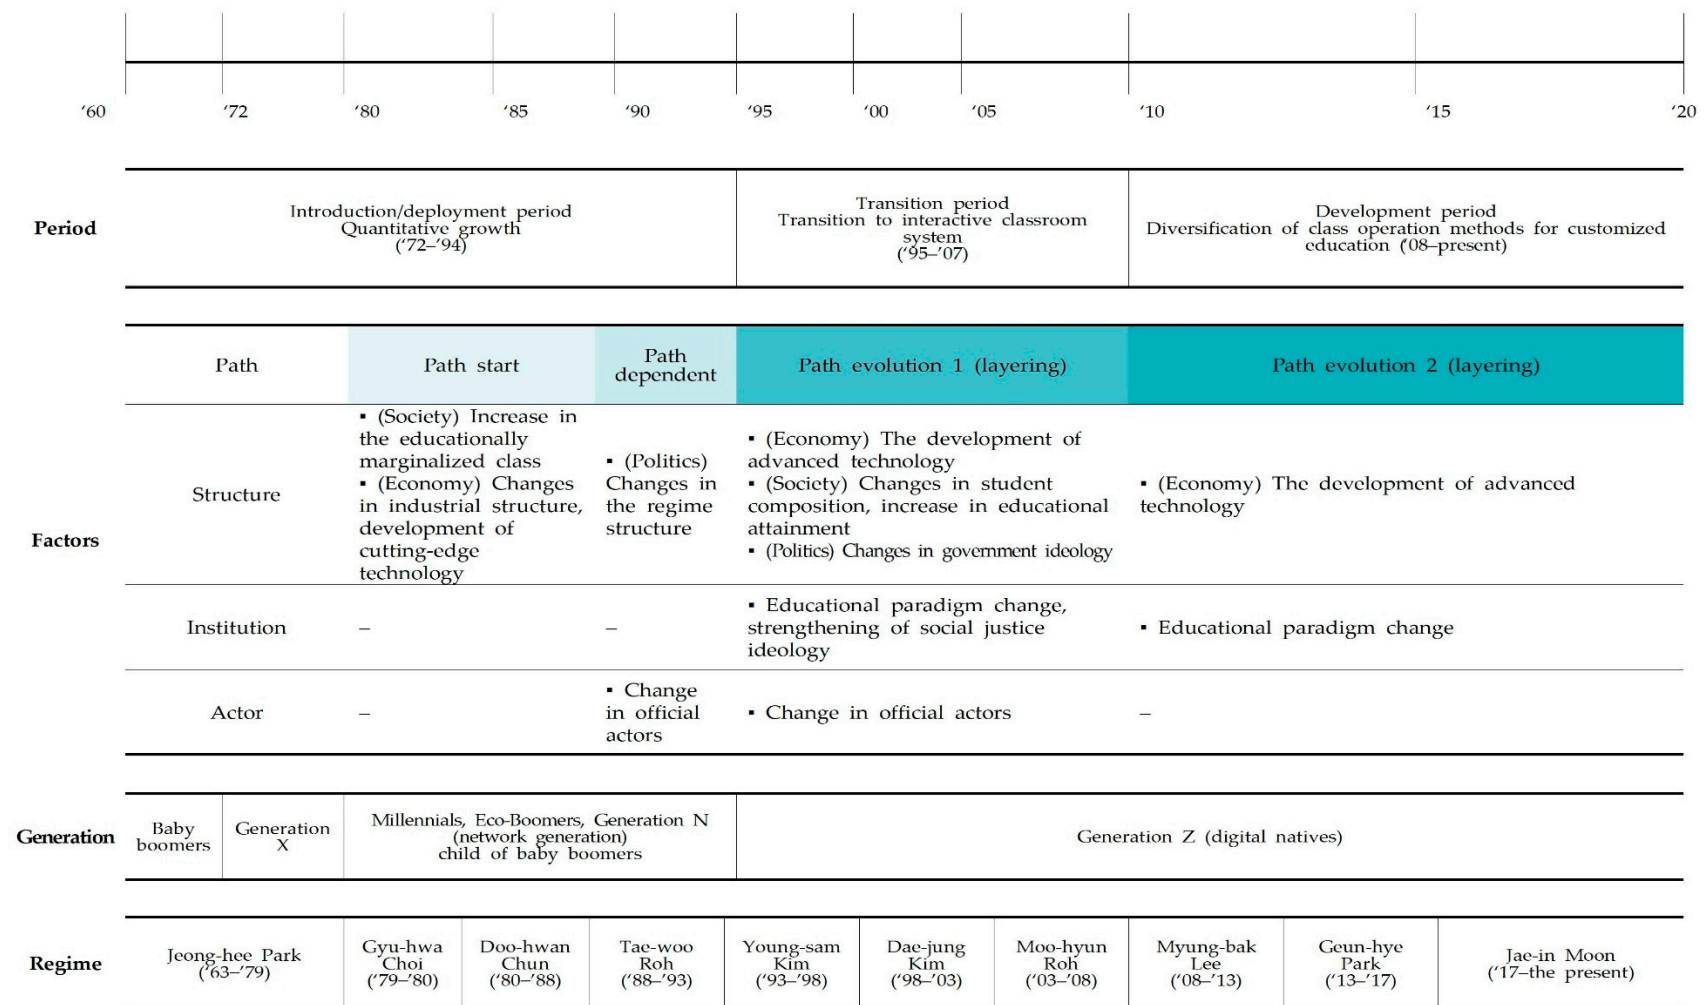 ‘60 ‘72 ‘80 ‘85 ‘90 ‘95 ‘00 ‘05 ‘10 ‘15 ‘20
Period
Introduction/deployment period
Quantitative growth
(‘72–’94)
Transition period
Transition to interactive classroom
system
(‘95–’07)
Development period
Diversification of class operation methods for customized
education (‘08–present)
Factors
Path
Path start
Path
dependent
Path evolution 1 (layering)
Path evolution 2 (layering)
Structure
▪ (Society) Increase in
the educationally
marginalized class
▪ (Economy) Changes
in industrial structure,
development of
cutting-edge
technology
▪ (Politics)
Changes in
the regime
structure
▪ (Economy) The development of
advanced technology
▪ (Society) Changes in student
composition, increase in educational
attainment
▪ (Politics) Changes in government ideology
▪ (Economy) The development of advanced
technology
Institution
–
–
▪ Educational paradigm change,
strengthening of social justice
ideology
▪ Educational paradigm change
Actor
–
▪ Change
in official
actors
▪ Change in official actors
–
Generation
Baby
boomers
Generation
X
Millennials, Eco-Boomers, Generation N
(network generation)
child of baby boomers
Generation Z (digital natives)
Regime
Jeong-hee Park
(‘63–’79)
Gyu-hwa
Choi
(‘79–’80)
Doo-hwan
Chun
(‘80–’88)
Tae-woo
Roh
(‘88–’93)
Young-sam
Kim
(‘93–’98)
Dae-jung
Kim
(‘98–’03)
Moo-hyun
Roh
(‘03–’08)
Myung-bak
Lee
(‘08–’13)
Geun-hye
Park
(‘13–’17)
Jae-in Moon
(‘17–the present)